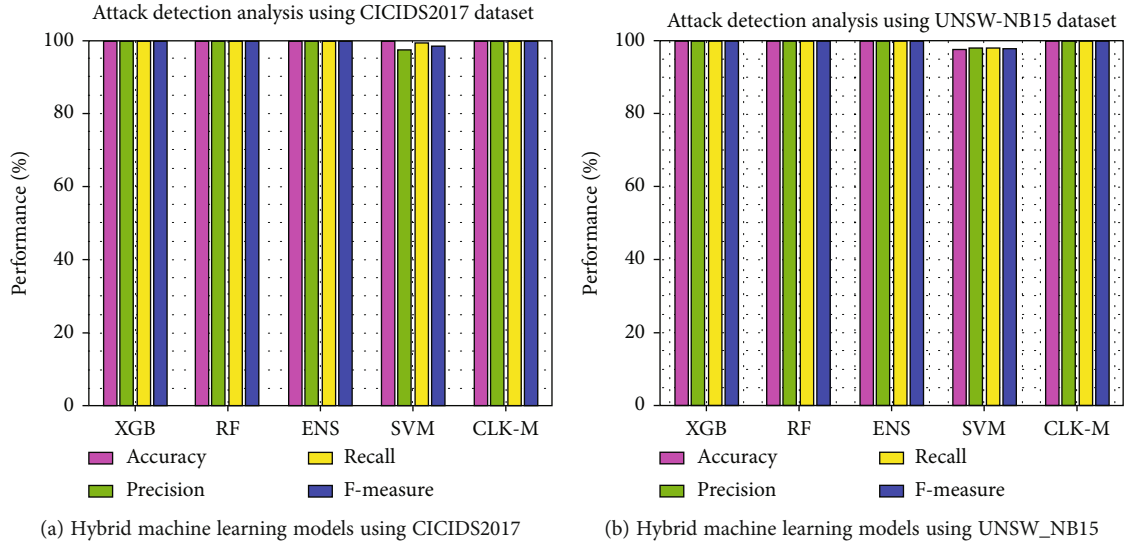 Attack detection analysis using CICIDS2017 dataset
Performance (%)
100
80
60
40
20
0
XGB RF ENS SVM CLK-M
Accuracy Recall
Precision F-measure
(a) Hybrid machine learning models using CICIDS2017
Attack detection analysis using UNSW-NB15 dataset
Performance (%)
100
80
60
40
20
0
XGB RF ENS SVM CLK-M
Accuracy Recall
Precision F-measure
(b) Hybrid machine learning models using UNSW_NB15